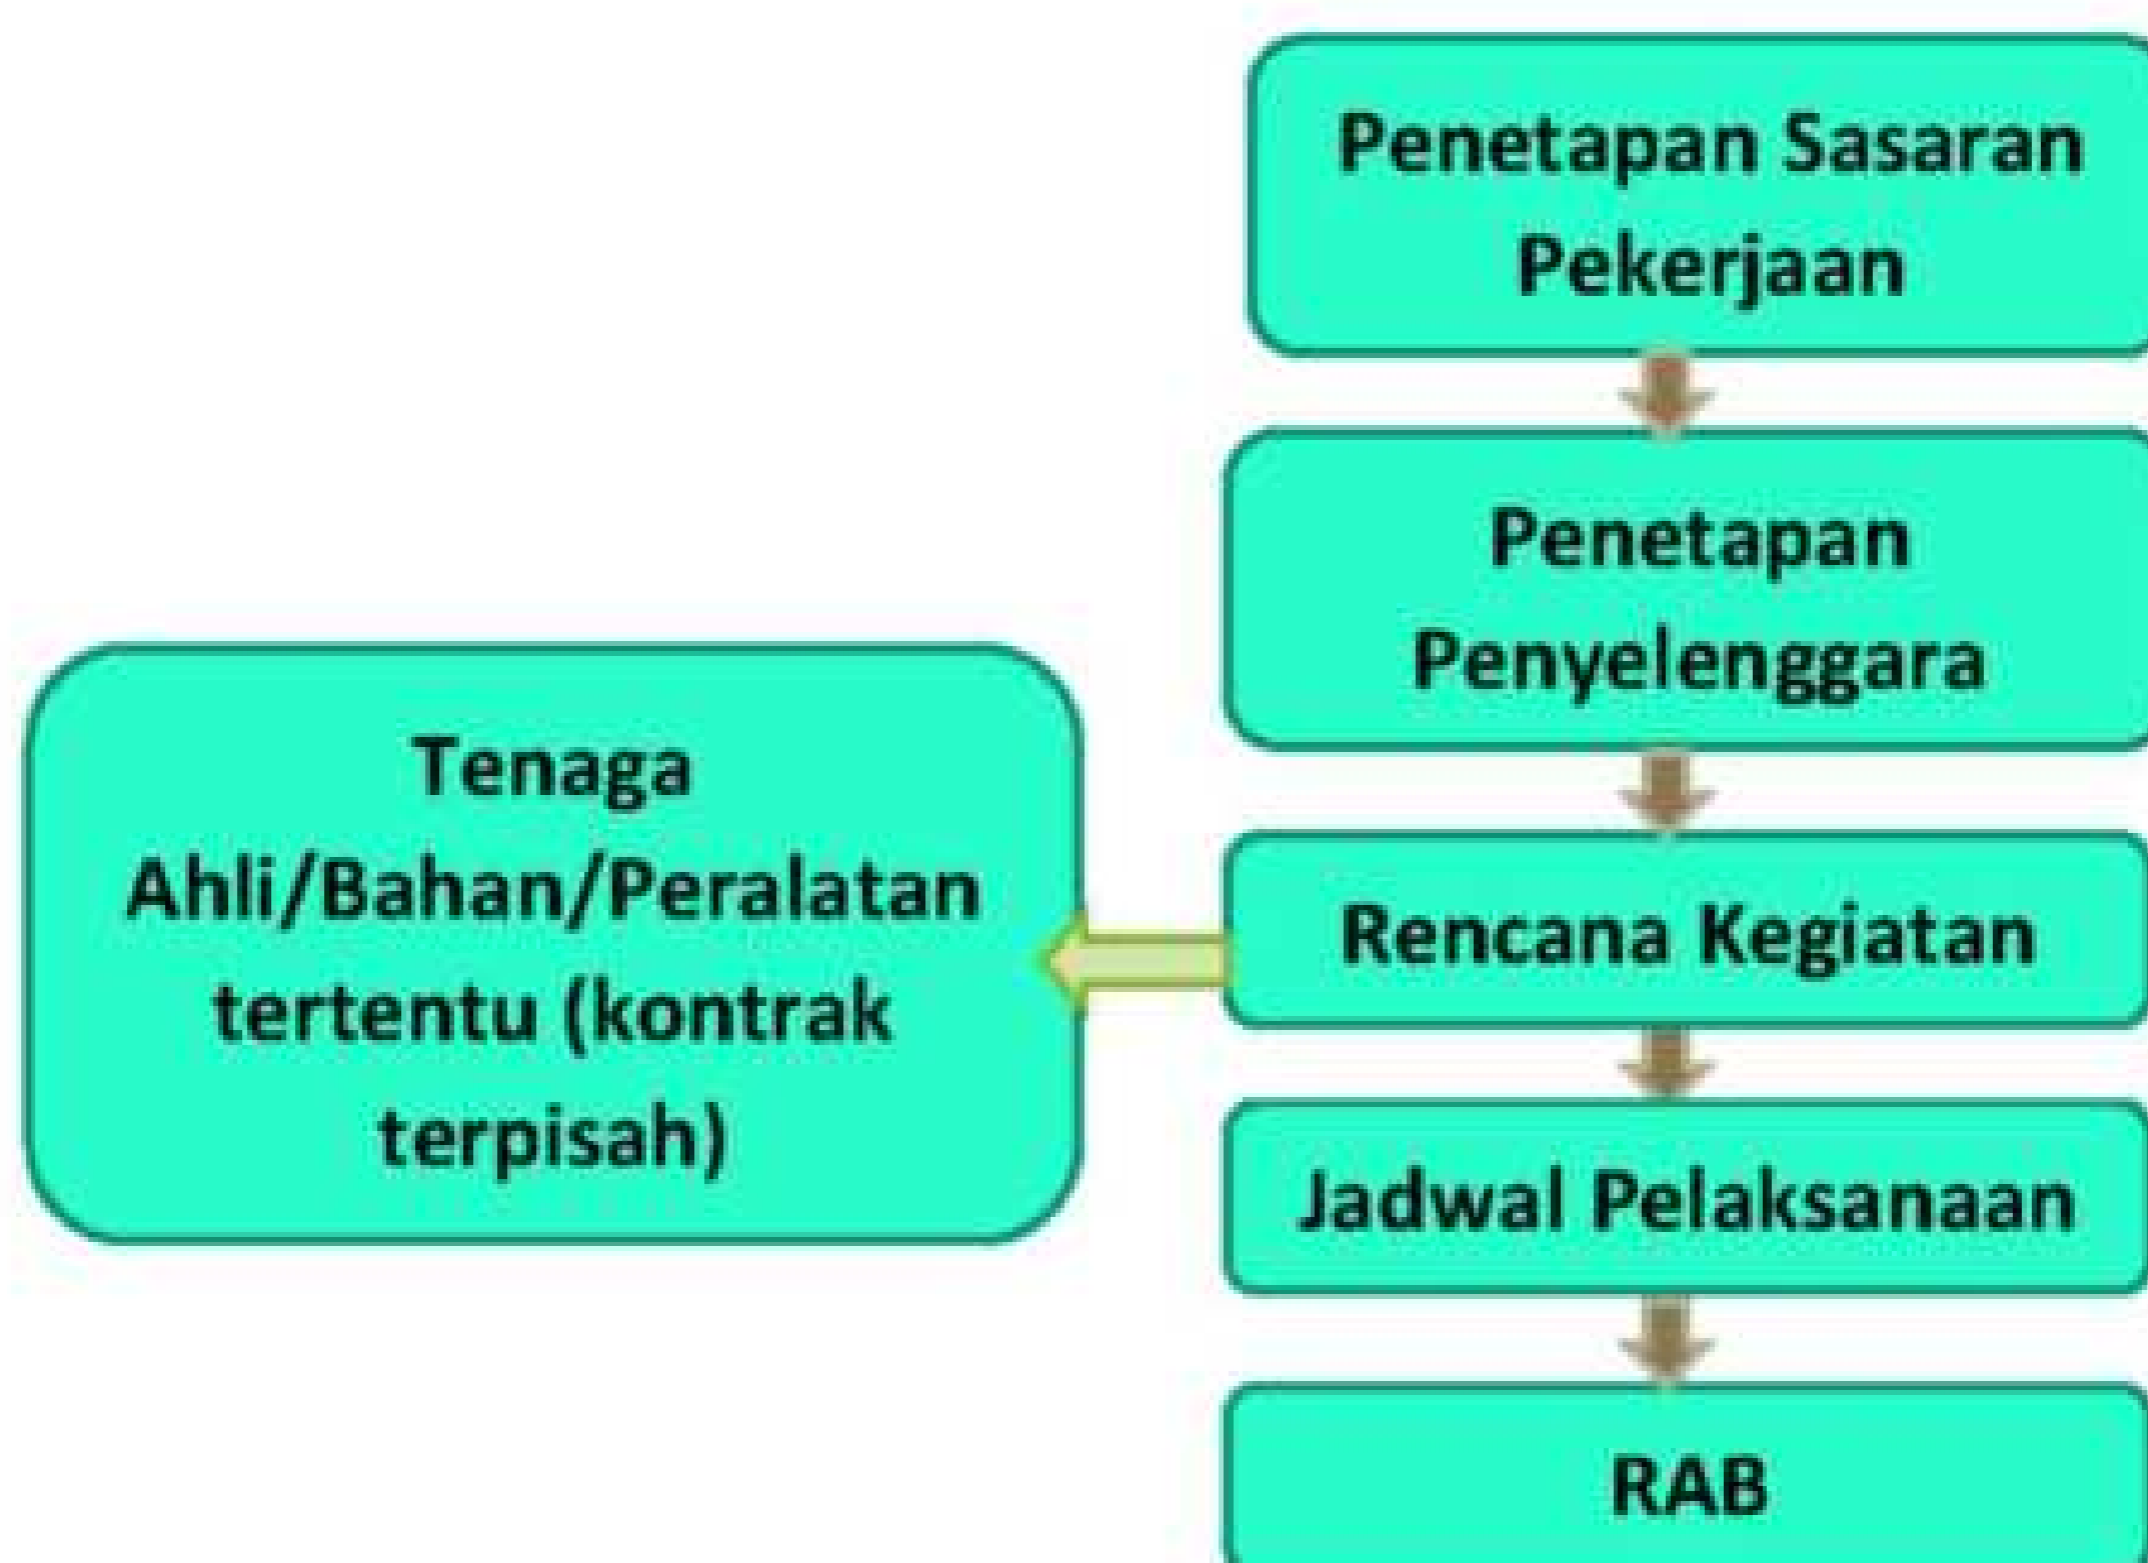 Penetapan Sasaran
Pekerjaan
Penetapan
Penyelenggara
Tenaga
Ahli/Bahan/Peralatan
tertentu (kontrak
terpisah)
Rencana Kegiatan
Jadwal Pelaksanaan
RAB